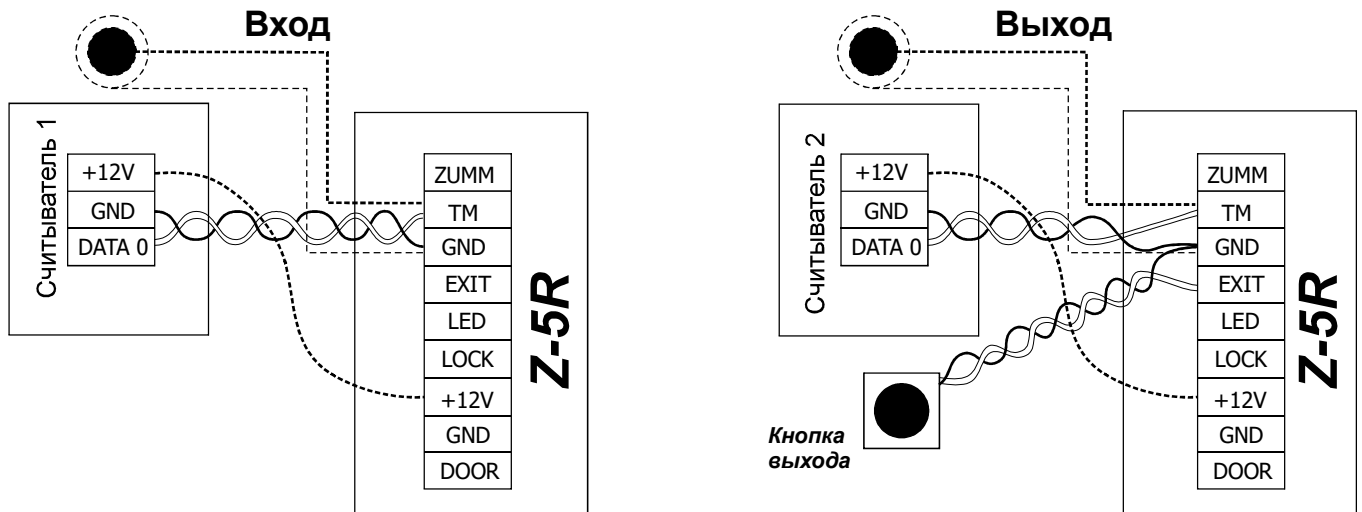 Вход
Считыватель 1
+12V
GND
DATA 0
ZUMM
TM
GND
EXIT
LED
LOCK
+12V
GND
DOOR
Z-5R
Выход
Считыватель 2
+12V
GND
DATA 0
ZUMM
TM
GND
EXIT
LED
LOCK
+12V
GND
DOOR
Z-5R
Кнопка
выхода